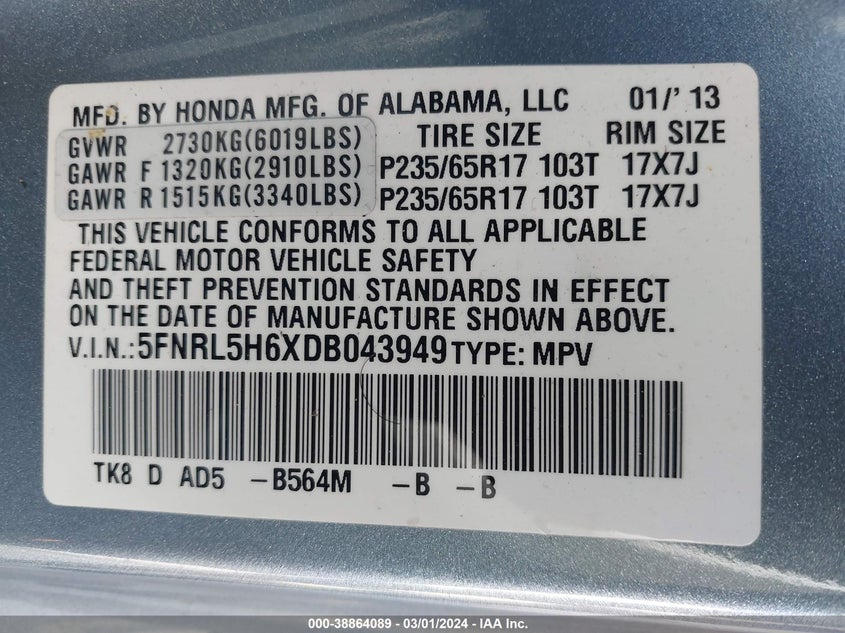 MFD. BY HONDA MFG. OF ALABAMA, LLC 01/' 13
GVWR 2730KG(6019LBS) TIRE SIZE RIM SIZE
GAWR F 1320KG(2910LBS) P235/65R17 103T 17X7J
GAWR R 1515KG(3340LBS) P235/65R17 103T 17X7J
THIS VEHICLE CONFORMS TO ALL APPLICABLE
FEDERAL MOTOR VEHICLE SAFETY
AND THEFT PREVENTION STANDARDS IN EFFECT
ON THE DATE OF MANUFACTURE SHOWN ABOVE.
V.I.N.:5FNRL5H6XDB043949 TYPE: MPV
TK8 D AD5 -B564M -B -B
000-38864089 - 03/01/2024 - IAAI.COM